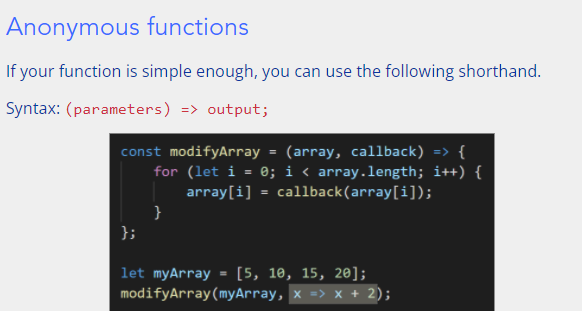 Anonymous functions
If your function is simple enough, you can use the following shorthand.
Syntax: (parameters) => output;
const modifyArray = (array, callback) => {
    for (let i = 0; i < array.length; i++) {
        array[i] = callback(array[i]);
    }
};
let myArray = [5, 10, 15, 20];
modifyArray(myArray, x => x + 2);